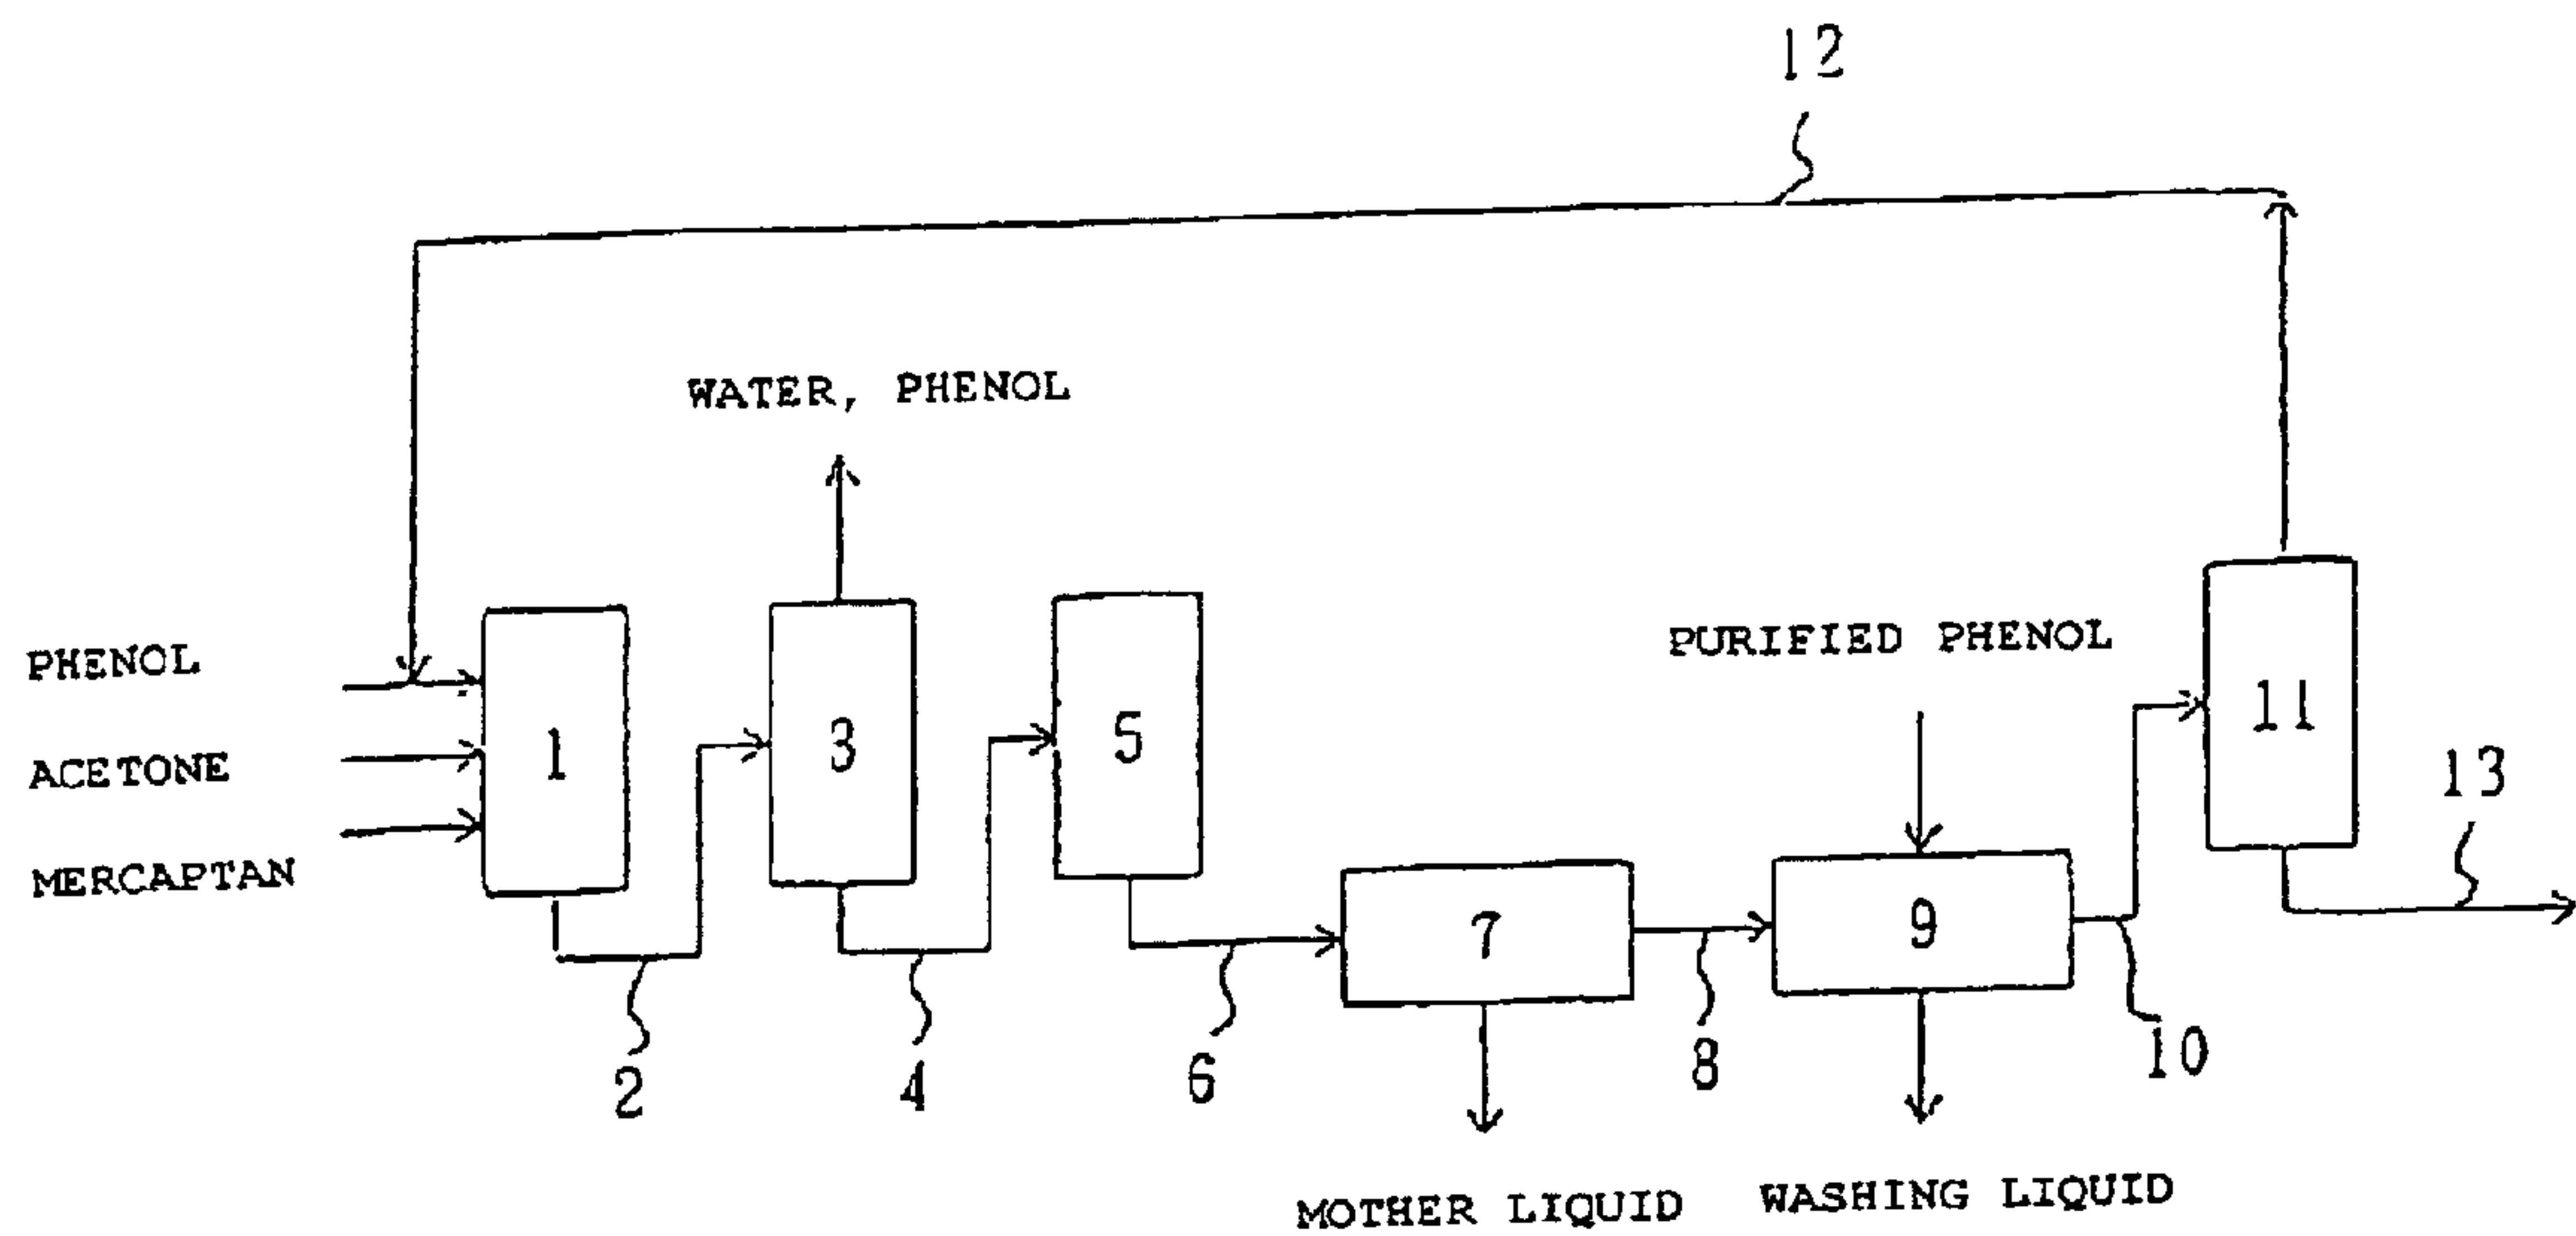 12
WATER, PHENOL
PHENOL
ACETONE
MERCAPTAN
PURIFIED PHENOL
1
3
5
7
9
11
13
2
4
6
8
10
MOTHER LIQUID
WASHING LIQUID